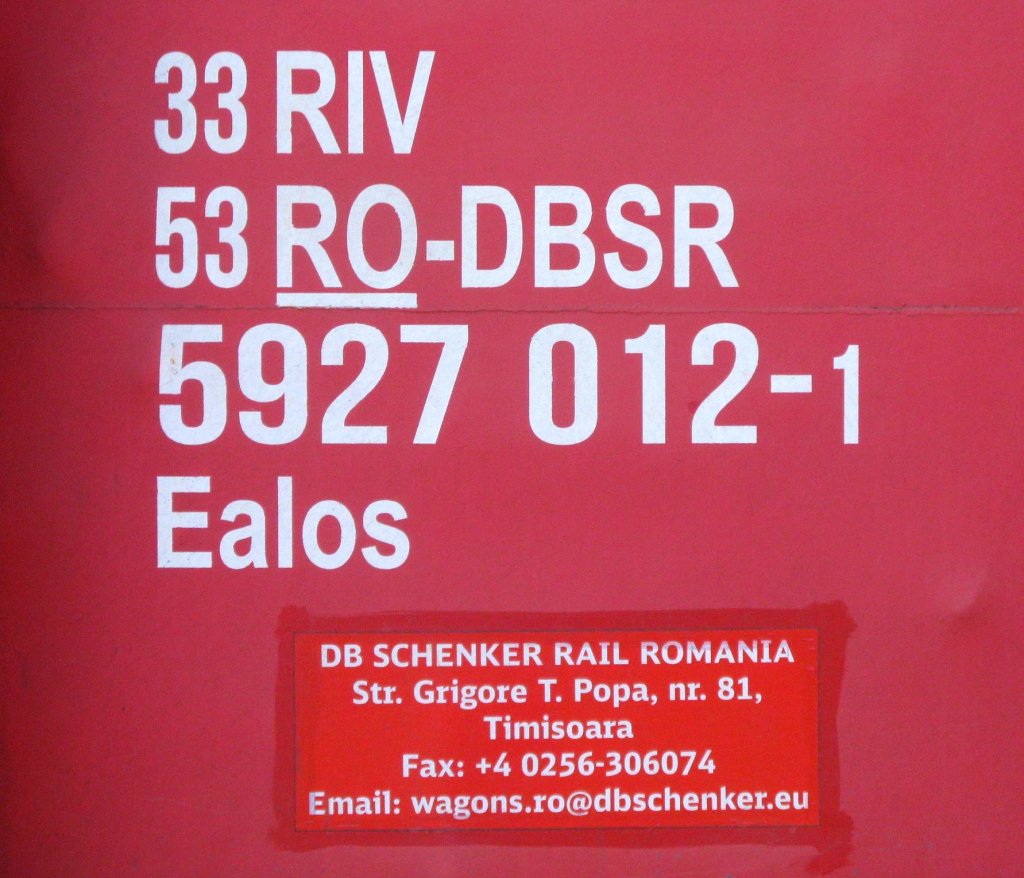 33 RIV
53 RO-DBSR
5927 012-1
Ealos
DB SCHENKER RAIL ROMANIA
Str. Grigore T. Popa, nr. 81,
Timisoara
Fax: +4 0256-306074
Email: wagons.ro@dbschenker.eu